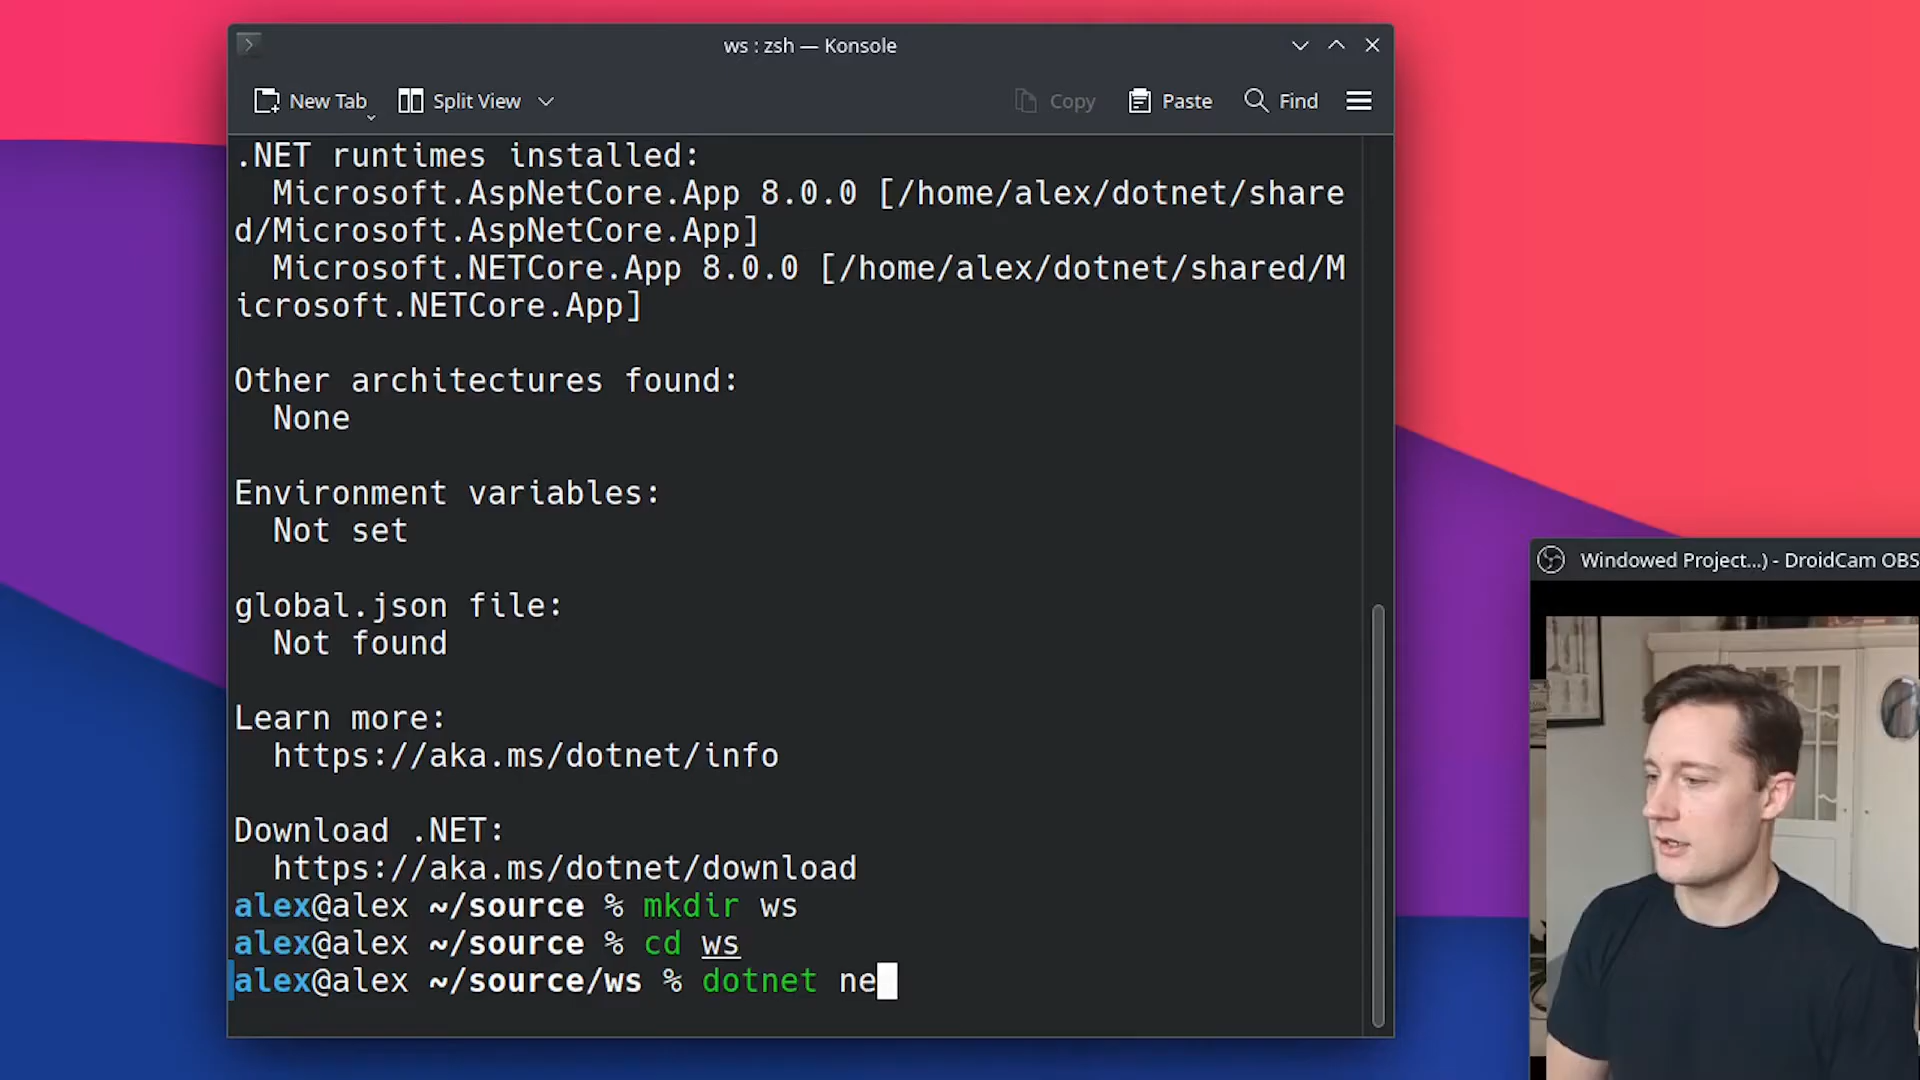 ws : zsh — Konsole
New Tab Split View Copy Paste Find
.NET runtimes installed:
Microsoft.AspNetCore.App 8.0.0 [/home/alex/dotnet/share
d/Microsoft.AspNetCore.App]
Microsoft.NETCore.App 8.0.0 [/home/alex/dotnet/shared/M
icrosoft.NETCore.App]
Other architectures found:
None
Environment variables:
Not set
global.json file:
Not found
Learn more:
https://aka.ms/dotnet/info
Download .NET:
https://aka.ms/dotnet/download
alex@alex ~/source % mkdir ws
alex@alex ~/source % cd ws
alex@alex ~/source/ws % dotnet ne
Windowed Project...) - DroidCam OBS